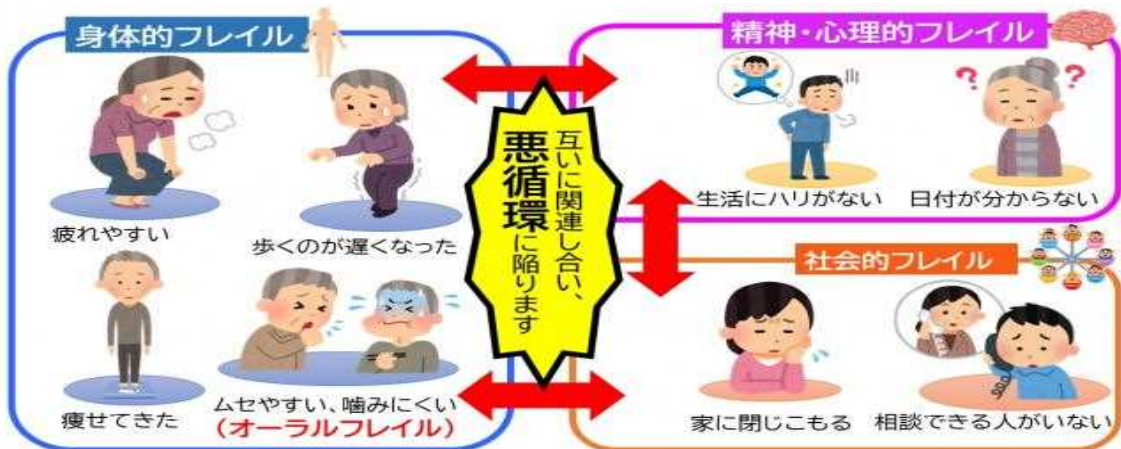 身体的フレイル
疲れやすい
歩くのが遅くなった
痩せてきた
ムセやすい、噛みにくい
(オーラルフレイル)
互いに関連し合い、
悪循環に陥ります
精神・心理的フレイル
? ?
生活にハリがない
日付が分からない
社会的フレイル
家に閉じこもる
相談できる人がいない